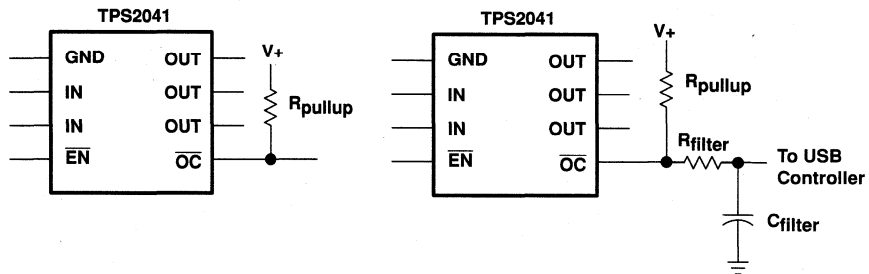 TPS2041
GND OUT
IN OUT
IN OUT
EN OC
V+
Rpullup
TPS2041
GND OUT
IN OUT
IN OUT
EN OC
V+
Rpullup
Rfilter
To USB
Controller
Cfilter